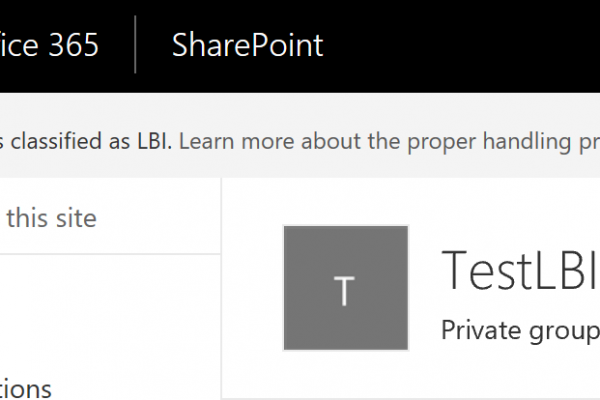 ice 365 SharePoint
s classified as LBI. Learn more about the proper handling pr
this site
T
TestLBI
Private group
tions